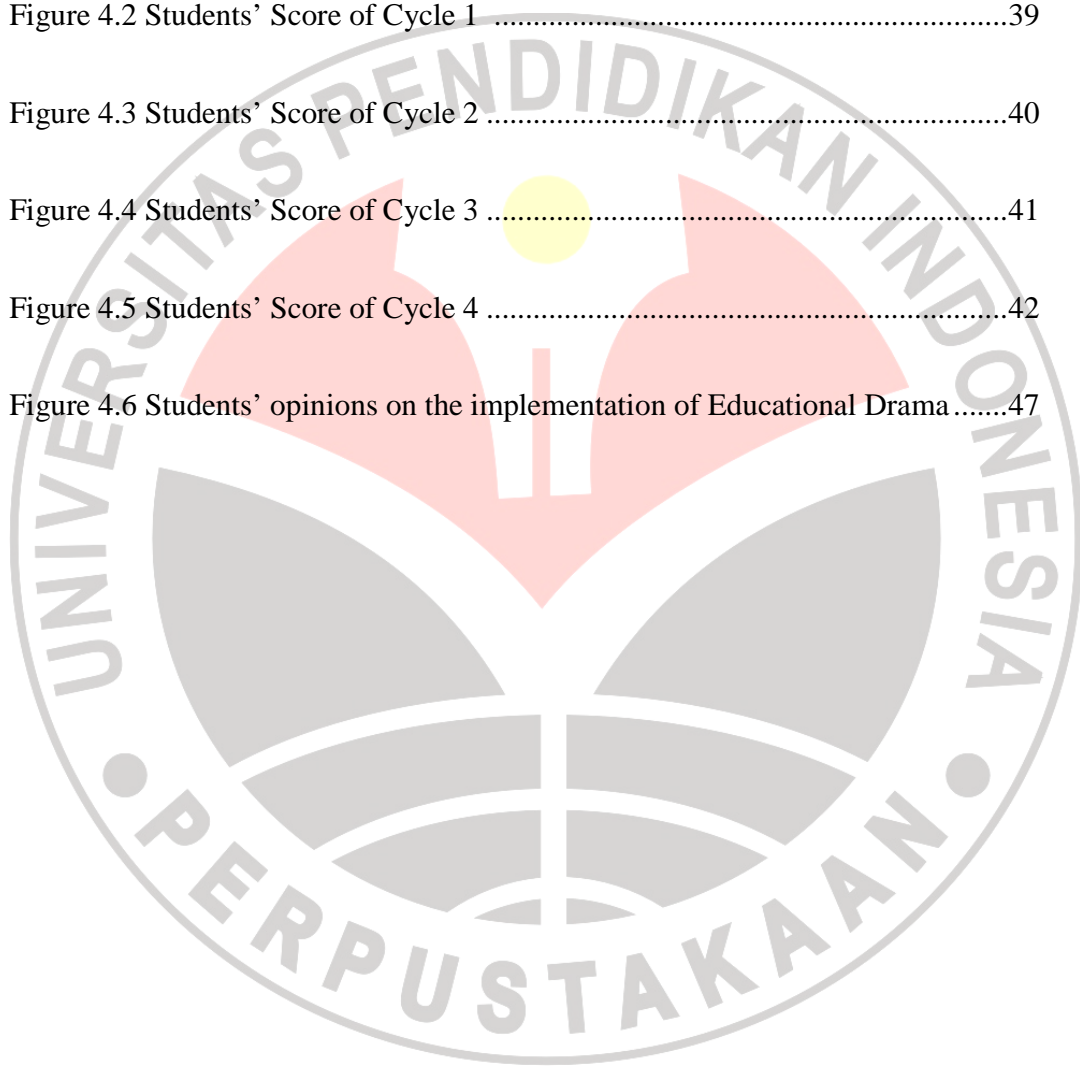 Figure 4.2 Students’ Score of Cycle 1 ..........................................................39
Figure 4.3 Students’ Score of Cycle 2 ...........................................................40
Figure 4.4 Students’ Score of Cycle 3 ...........................................................41
Figure 4.5 Students’ Score of Cycle 4 ...........................................................42
Figure 4.6 Students’ opinions on the implementation of Educational Drama ......47
UNIVERSITAS PENDIDIKAN INDONESIA
PERPUSTAKAAN